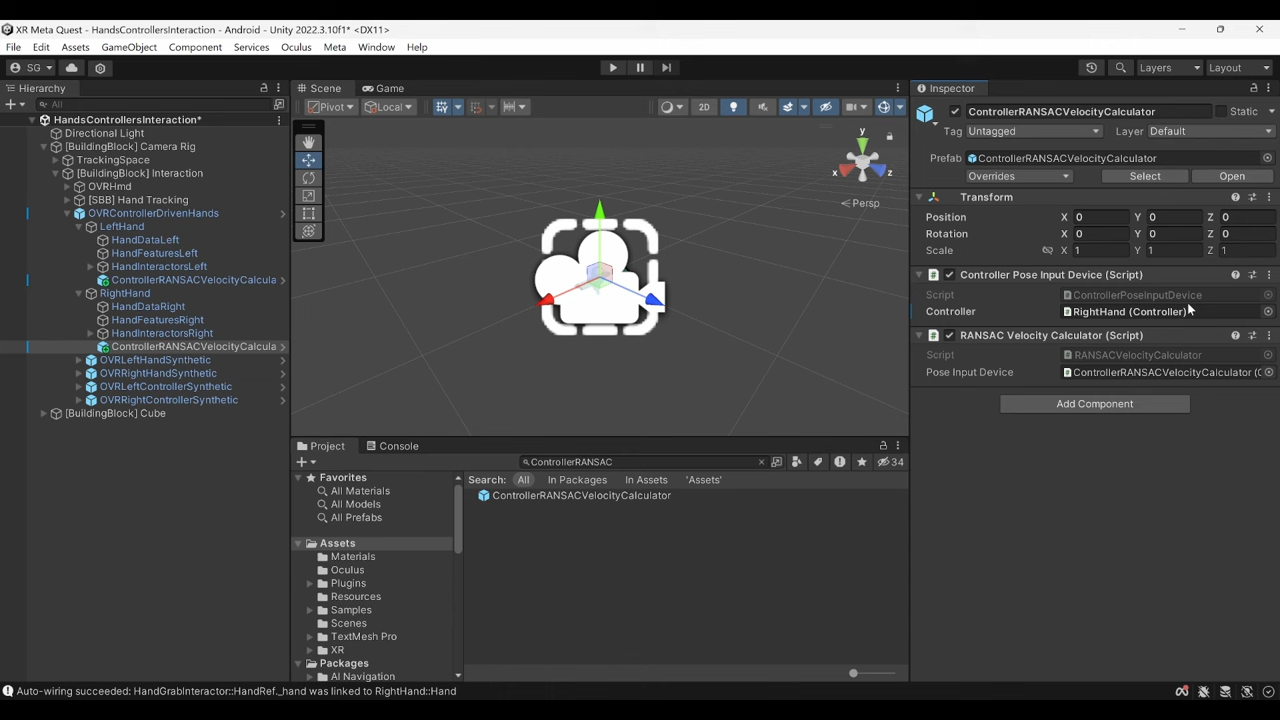 XR Meta Quest - HandsControllersInteraction - Android - Unity 2022.3.10f1* <DX11>
File Edit Assets GameObject Component Services Oculus Meta Window Help
SG Layers Layout
Hierarchy Scene Game Inspector
All Pivot Local 2D
ControllerRANSACVelocityCalculator Static
Tag Untagged Layer Default
Prefab ControllerRANSACVelocityCalculator
Overrides Select Open
Transform
Position X 0 Y 0 Z 0
Rotation X 0 Y 0 Z 0
Scale X 1 Y 1 Z 1
Controller Pose Input Device (Script)
Script ControllerPoseInputDevice
Controller RightHand (Controller)
RANSAC Velocity Calculator (Script)
Script RANSACVelocityCalculator
Pose Input Device ControllerRANSACVelocityCalculator (C
Add Component
HandsControllersInteraction*
Directional Light
[BuildingBlock] Camera Rig
TrackingSpace
[BuildingBlock] Interaction
OVRHmd
[SBB] Hand Tracking
OVRControllerDrivenHands
LeftHand
HandDataLeft
HandFeaturesLeft
HandInteractorsLeft
ControllerRANSACVelocityCalcula
RightHand
HandDataRight
HandFeaturesRight
HandInteractorsRight
ControllerRANSACVelocityCalcula
OVRLeftHandSynthetic
OVRRightHandSynthetic
OVRLeftControllerSynthetic
OVRRightControllerSynthetic
[BuildingBlock] Cube
y
x z
Persp
Project Console
ControllerRANSAC 34
Favorites
All Materials
All Models
All Prefabs
Assets
Materials
Oculus
Plugins
Resources
Samples
Scenes
TextMesh Pro
XR
Packages
AI Navigation
Search: All In Packages In Assets 'Assets'
ControllerRANSACVelocityCalculator
Auto-wiring succeeded: HandGrabInteractor::HandRef._hand was linked to RightHand::Hand